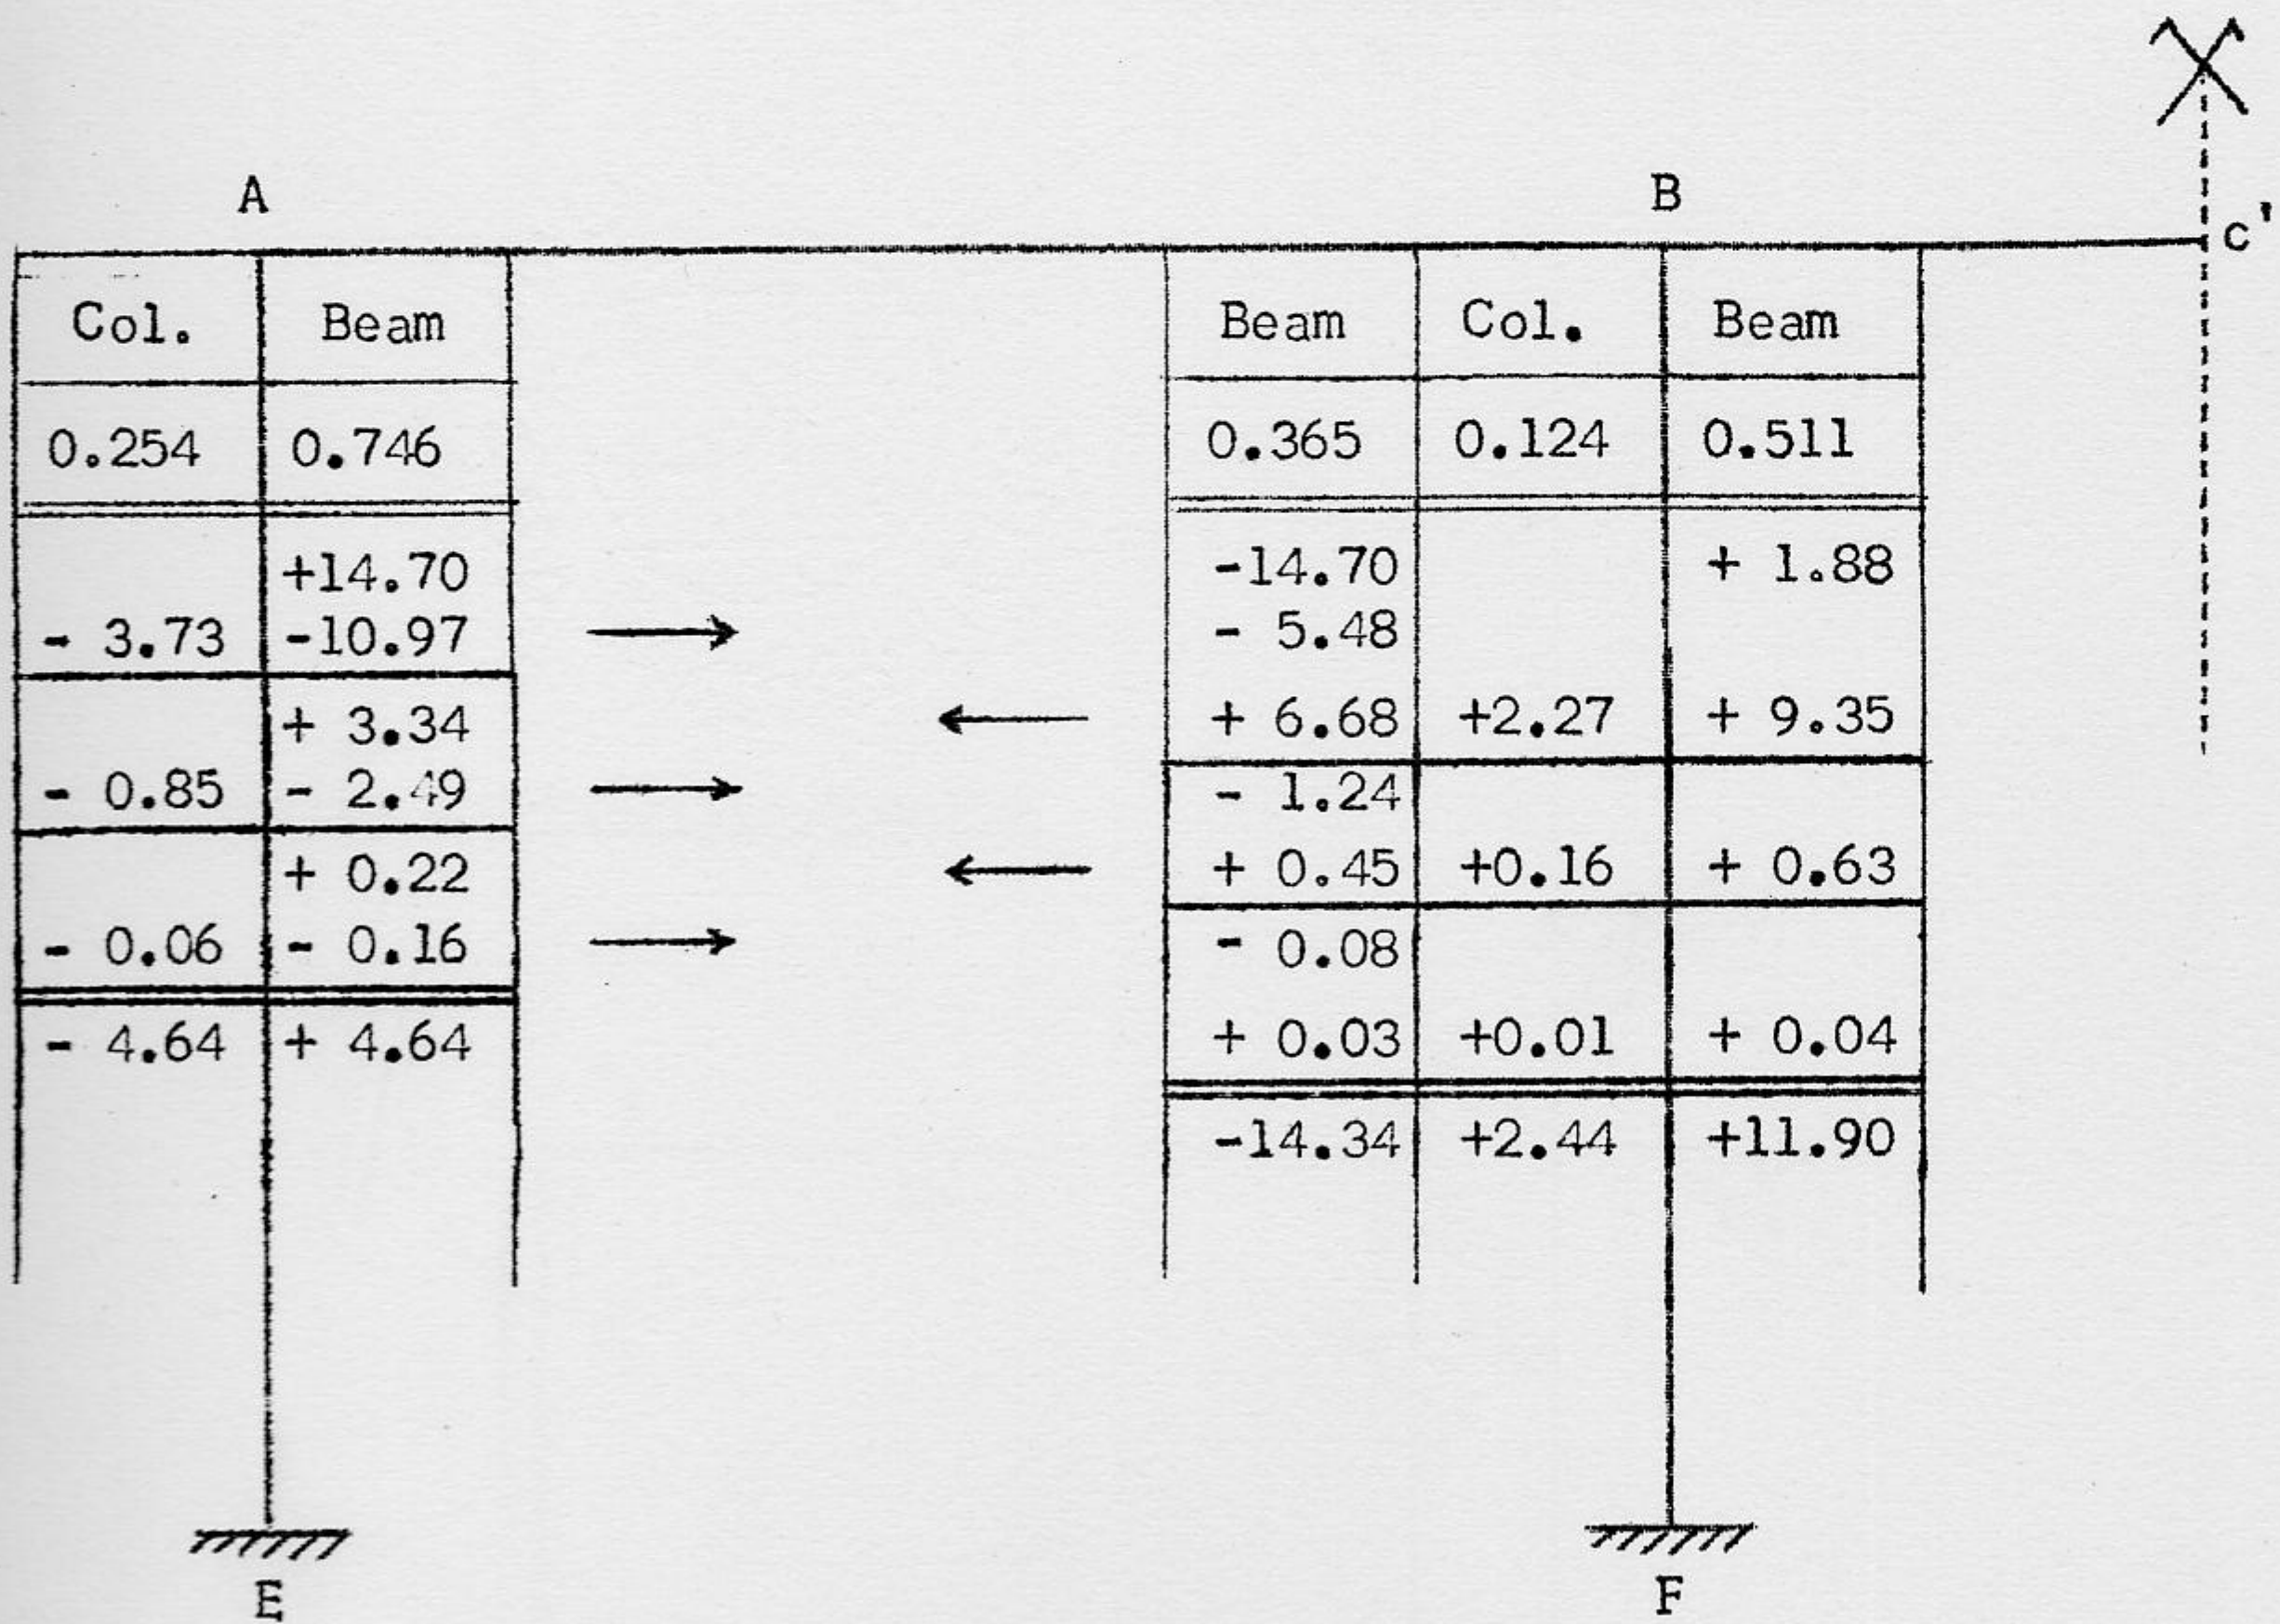 A B
c'
Col. Beam Beam Col. Beam
0.254 0.746 0.365 0.124 0.511
+14.70 -14.70 + 1.88
- 3.73 -10.97 - 5.48
+ 3.34 + 6.68 +2.27 + 9.35
- 0.85 - 2.49 - 1.24
+ 0.22 + 0.45 +0.16 + 0.63
- 0.06 - 0.16 - 0.08
- 4.64 + 4.64 + 0.03 +0.01 + 0.04
-14.34 +2.44 +11.90
E F